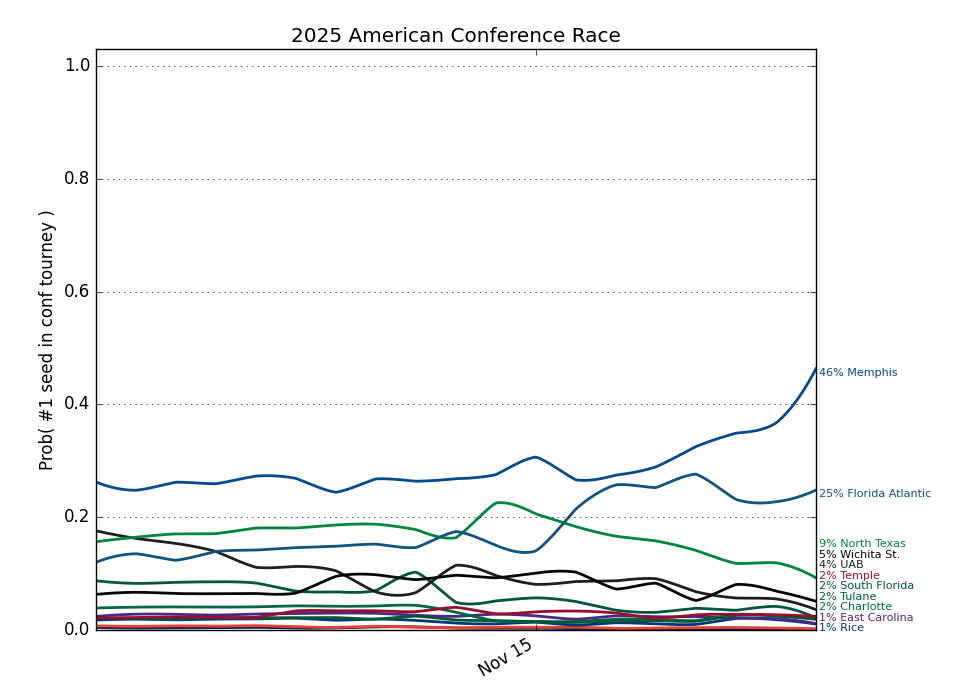 2025 American Conference Race
Prob( #1 seed in conf tourney )
1.0
0.8
0.6
0.4
0.2
0.0
Nov 15
46% Memphis
25% Florida Atlantic
9% North Texas
5% Wichita St.
4% UAB
2% Temple
2% South Florida
2% Tulane
2% Charlotte
1% East Carolina
1% Rice